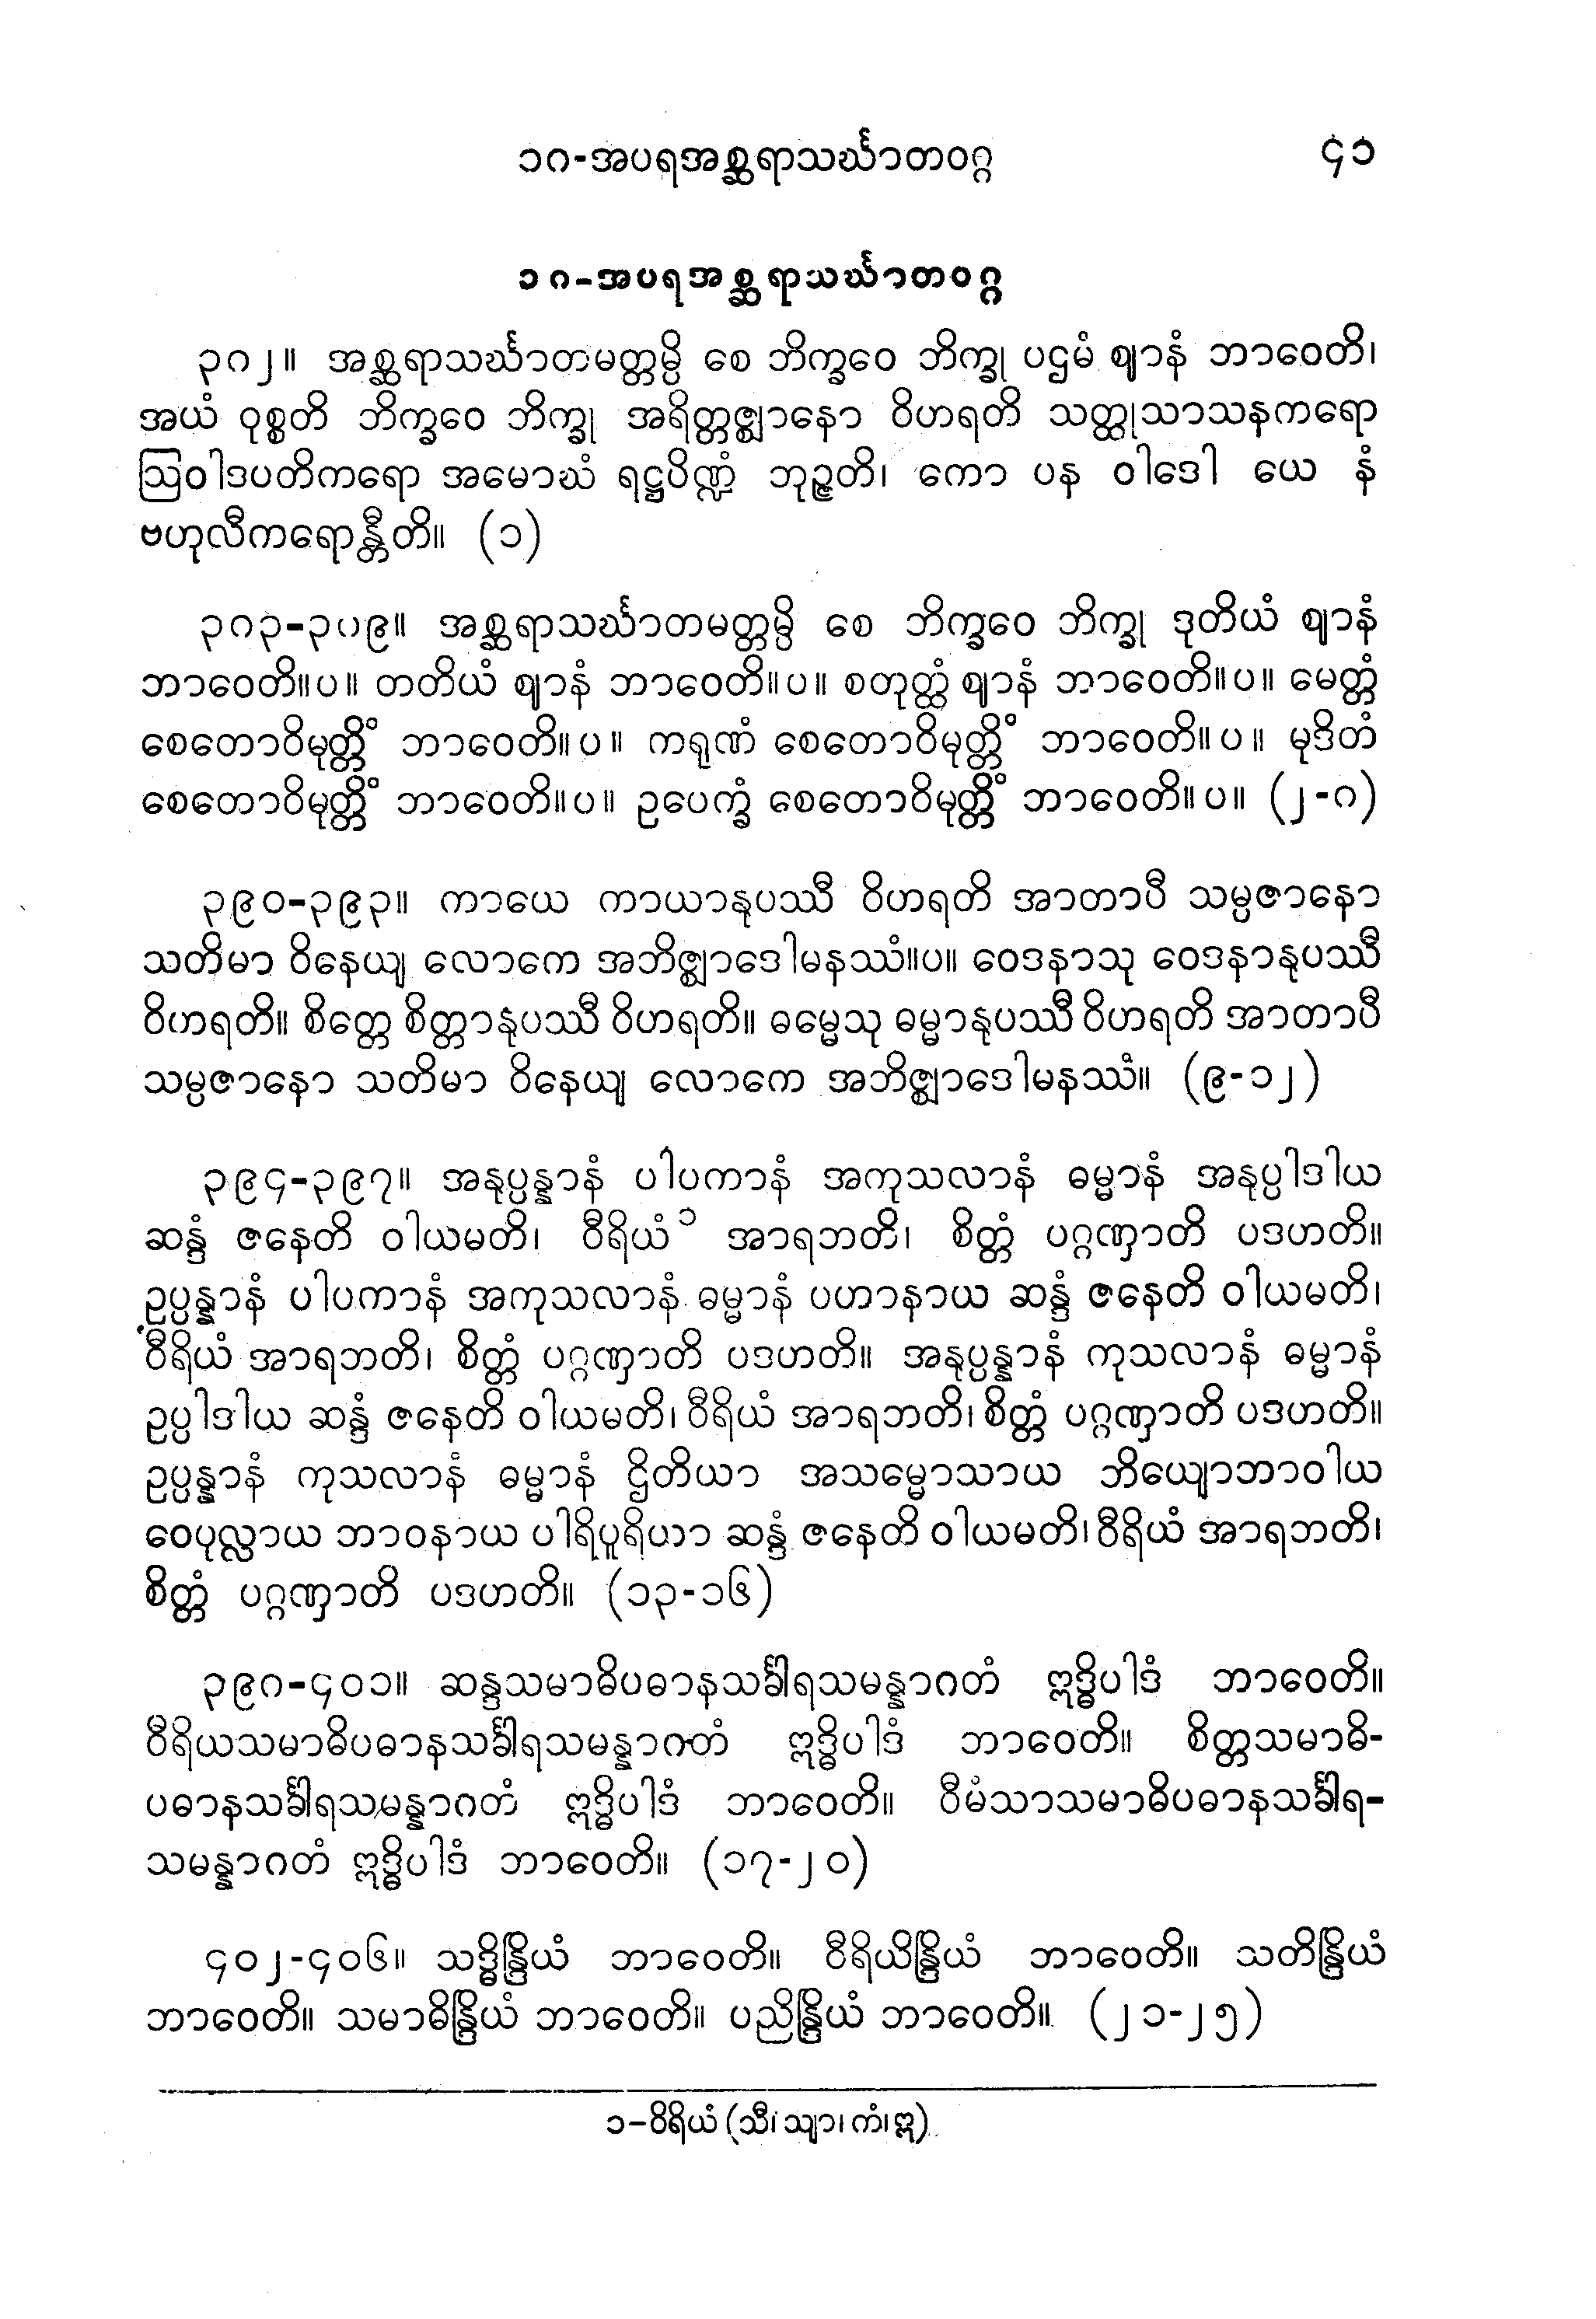 ၁၈-အပရအစ္ဆရာသင်္ဃာတဝဂ္ဂ ၄၁
၁၈-အပရအစ္ဆရာသင်္ဃာတဝဂ္ဂ
၃၈၂။ အစ္ဆရာသင်္ဃာတမတ္တမ္ပိ စေ ဘိက္ခဝေ ဘိက္ခု ပဌမံ ဈာနံ ဘာဝေတိ၊
အယံ ဝုစ္စတိ ဘိက္ခဝေ ဘိက္ခု အရိတ္တဇ္ဈာနော ဝိဟရတိ သတ္ထုသာသနကရော
ဩဝါဒပတိကရော အမောဃံ ရဋ္ဌပိဏ္ဍံ ဘုဉ္ဇတိ၊ ကော ပန ဝါဒေါ ယေ နံ
ဗဟုလီကရောန္တီတိ။ (၁)
၃၈၃-၃၈၉။ အစ္ဆရာသင်္ဃာတမတ္တမ္ပိ စေ ဘိက္ခဝေ ဘိက္ခု ဒုတိယံ ဈာနံ
ဘာဝေတိ။ပ။ တတိယံ ဈာနံ ဘာဝေတိ။ပ။ စတုတ္ထံ ဈာနံ ဘာဝေတိ။ပ။ မေတ္တံ
စေတောဝိမုတ္တိံ ဘာဝေတိ။ပ။ ကရုဏံ စေတောဝိမုတ္တိံ ဘာဝေတိ။ပ။ မုဒိတံ
စေတောဝိမုတ္တိံ ဘာဝေတိ။ပ။ ဥပေက္ခံ စေတောဝိမုတ္တိံ ဘာဝေတိ။ပ။ (၂-၈)
၃၉၀-၃၉၃။ ကာယေ ကာယာနုပဿီ ဝိဟရတိ အာတာပီ သမ္ပဇာနော
သတိမာ ဝိနေယျ လောကေ အဘိဇ္ဈာဒေါမနဿံ။ပ။ ဝေဒနာသု ဝေဒနာနုပဿီ
ဝိဟရတိ။ စိတ္တေ စိတ္တာနုပဿီ ဝိဟရတိ။ ဓမ္မေသု ဓမ္မာနုပဿီ ဝိဟရတိ အာတာပီ
သမ္ပဇာနော သတိမာ ဝိနေယျ လောကေ အဘိဇ္ဈာဒေါမနဿံ။ (၉-၁၂)
၃၉၄-၃၉၇။ အနုပ္ပန္နာနံ ပါပကာနံ အကုသလာနံ ဓမ္မာနံ အနုပ္ပါဒါယ
ဆန္ဒံ ဇနေတိ ဝါယမတိ၊ ဝီရိယံ ၁ အာရဘတိ၊ စိတ္တံ ပဂ္ဂဏှာတိ ပဒဟတိ။
ဥပ္ပန္နာနံ ပါပကာနံ အကုသလာနံ ဓမ္မာနံ ပဟာနာယ ဆန္ဒံ ဇနေတိ ဝါယမတိ၊
ဝီရိယံ အာရဘတိ၊ စိတ္တံ ပဂ္ဂဏှာတိ ပဒဟတိ။ အနုပ္ပန္နာနံ ကုသလာနံ ဓမ္မာနံ
ဥပ္ပါဒါယ ဆန္ဒံ ဇနေတိ ဝါယမတိ၊ ဝီရိယံ အာရဘတိ၊ စိတ္တံ ပဂ္ဂဏှာတိ ပဒဟတိ။
ဥပ္ပန္နာနံ ကုသလာနံ ဓမ္မာနံ ဌိတိယာ အသမ္မောသာယ ဘိယျောဘာဝါယ
ဝေပုလ္လာယ ဘာဝနာယ ပါရိပူရိယာ ဆန္ဒံ ဇနေတိ ဝါယမတိ၊ ဝီရိယံ အာရဘတိ၊
စိတ္တံ ပဂ္ဂဏှာတိ ပဒဟတိ။ (၁၃-၁၆)
၃၉၈-၄၀၁။ ဆန္ဒသမာဓိပဓာနသင်္ခါရသမန္နာဂတံ ဣဒ္ဓိပါဒံ ဘာဝေတိ။
ဝီရိယသမာဓိပဓာနသင်္ခါရသမန္နာဂတံ ဣဒ္ဓိပါဒံ ဘာဝေတိ။ စိတ္တသမာဓိ-
ပဓာနသင်္ခါရသမန္နာဂတံ ဣဒ္ဓိပါဒံ ဘာဝေတိ။ ဝီမံသာသမာဓိပဓာနသင်္ခါရ-
သမန္နာဂတံ ဣဒ္ဓိပါဒံ ဘာဝေတိ။ (၁၇-၂၀)
၄၀၂-၄၀၆။ သဒ္ဓိန္ဒြိယံ ဘာဝေတိ။ ဝီရိယိန္ဒြိယံ ဘာဝေတိ။ သတိန္ဒြိယံ
ဘာဝေတိ။ သမာဓိန္ဒြိယံ ဘာဝေတိ။ ပညိန္ဒြိယံ ဘာဝေတိ။ (၂၁-၂၅)
၁-ဝိရိယံ (သီ၊ သျာ၊ ကံ၊ ဣ)